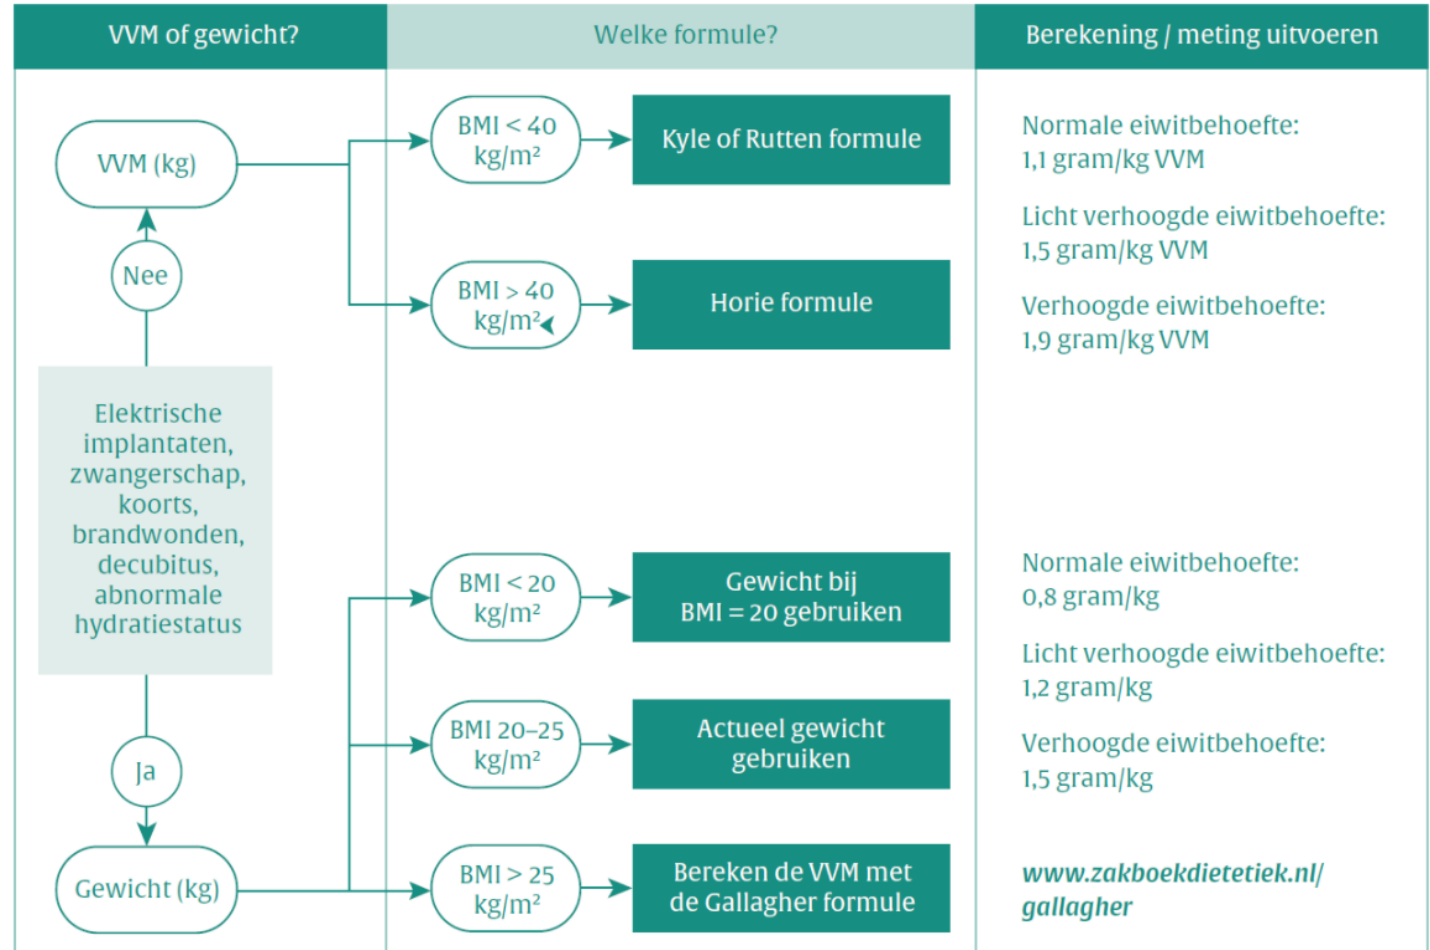 VVM of gewicht?
Welke formule?
Berekening / meting uitvoeren
VVM (kg)
Nee
Elektrische
implantaten,
zwangerschap,
koorts,
brandwonden,
decubitus,
abnormale
hydratiestatus
Ja
Gewicht (kg)
BMI < 40
kg/m²
Kyle of Rutten formule
BMI > 40
kg/m²
Horie formule
Normale eiwitbehoefte:
1,1 gram/kg VVM
Licht verhoogde eiwitbehoefte:
1,5 gram/kg VVM
Verhoogde eiwitbehoefte:
1,9 gram/kg VVM
BMI < 20
kg/m²
Gewicht bij
BMI = 20 gebruiken
BMI 20–25
kg/m²
Actueel gewicht
gebruiken
BMI > 25
kg/m²
Bereken de VVM met
de Gallagher formule
Normale eiwitbehoefte:
0,8 gram/kg
Licht verhoogde eiwitbehoefte:
1,2 gram/kg
Verhoogde eiwitbehoefte:
1,5 gram/kg
www.zakboekdietetiek.nl/
gallagher